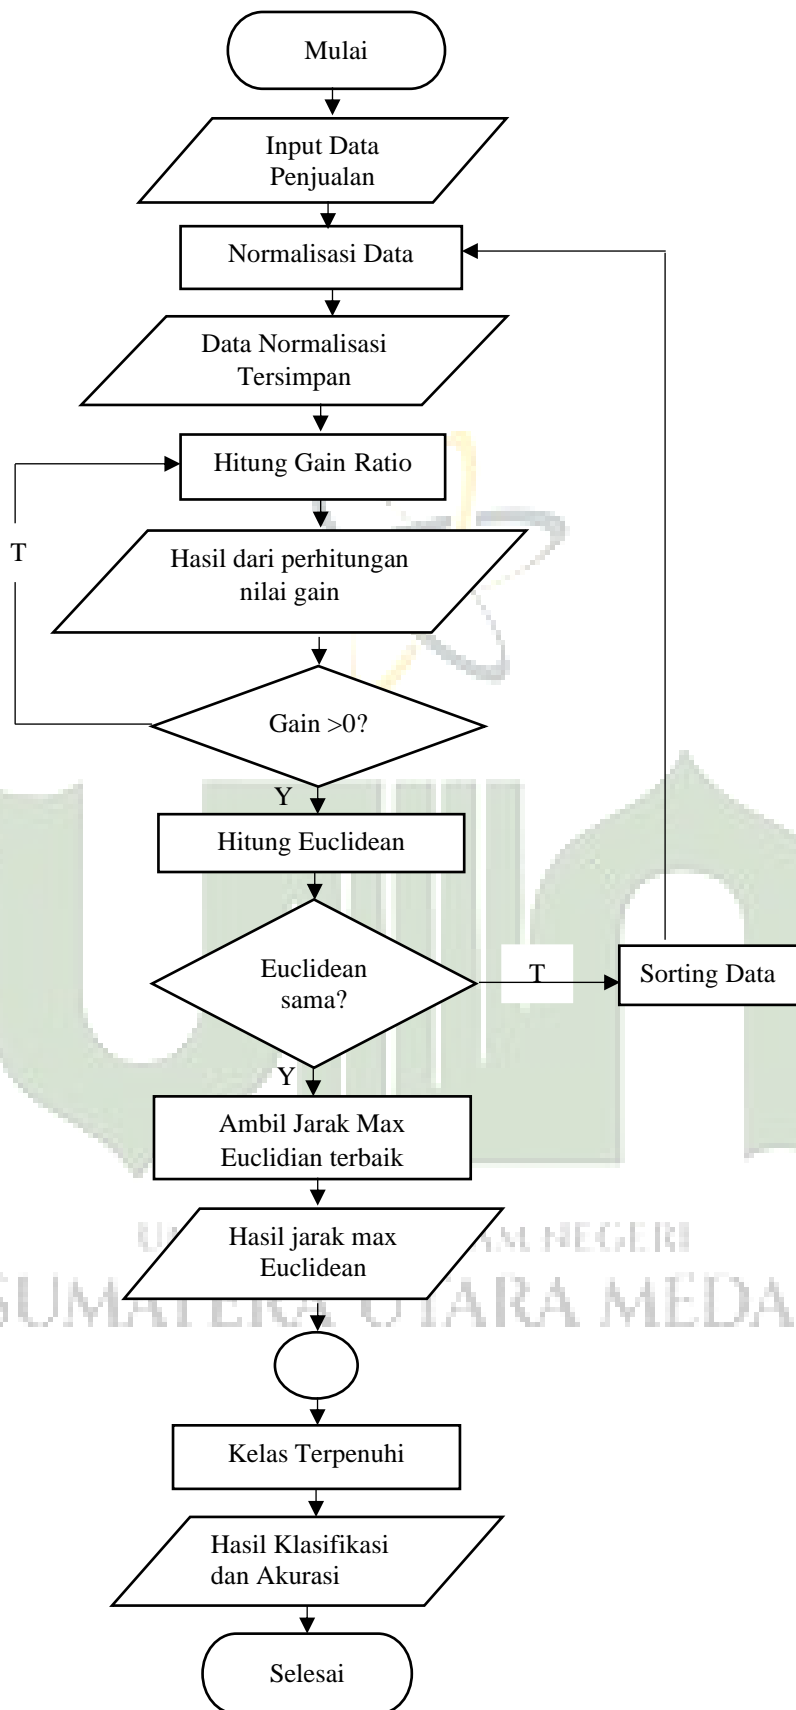 Mulai
Input Data
Penjualan
Normalisasi Data
Data Normalisasi
Tersimpan
Hitung Gain Ratio
T
Hasil dari perhitungan
nilai gain
Gain >0?
Y
Hitung Euclidean
Euclidean
sama?
T
Sorting Data
Y
Ambil Jarak Max
Euclidian terbaik
Hasil jarak max
Euclidean
NEGERI
SUMATERA UTARA MEDA
Kelas Terpenuhi
Hasil Klasifikasi
dan Akurasi
Selesai